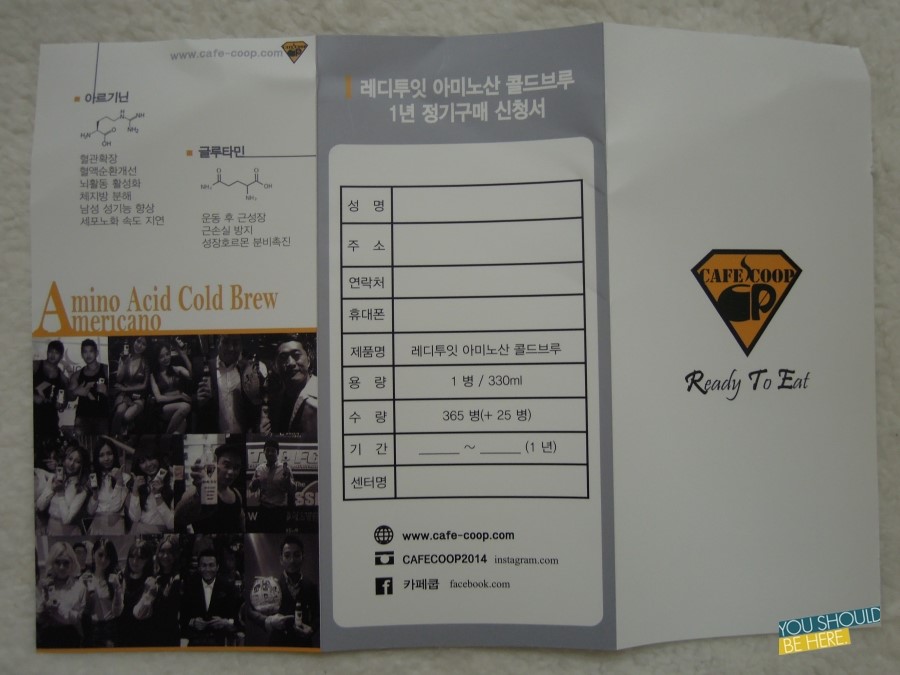 www.cafe-coop.com
아르기닌
혈관확장
혈액순환개선
뇌활동 활성화
체지방 분해
남성 성기능 향상
세포노화 속도 지연
글루타민
운동 후 근성장
근손실 방지
성장호르몬 분비촉진
Amino Acid Cold Brew
Americano
레디투잇 아미노산 콜드브루
1년 정기구매 신청서
성 명
주 소
연락처
휴대폰
제품명 레디투잇 아미노산 콜드브루
용 량 1 병 / 330ml
수 량 365 병(+ 25 병)
기 간 ______ ~ ______ (1 년)
센터명
www.cafe-coop.com
CAFECOOP2014 instagram.com
카페쿱 facebook.com
CAFE COOP
Ready To Eat
YOU SHOULD
BE HERE.